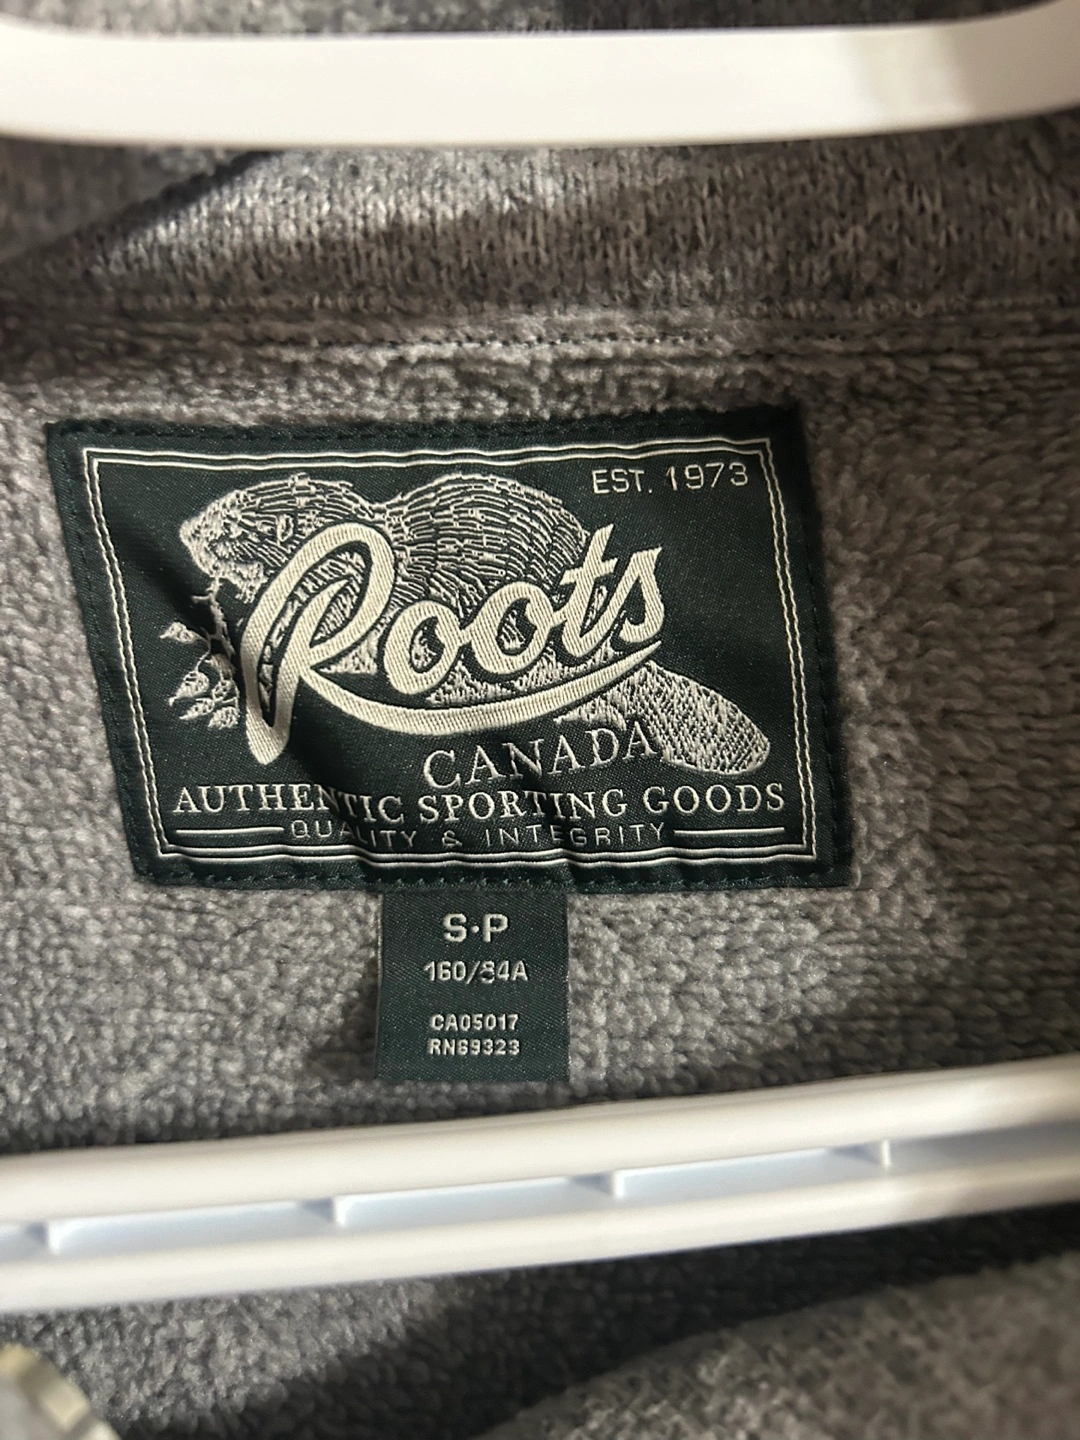 EST. 1973
Roots
CANADA
AUTHENTIC SPORTING GOODS
QUALITY & INTEGRITY
S·P
160/84A
CA05017
RN69323